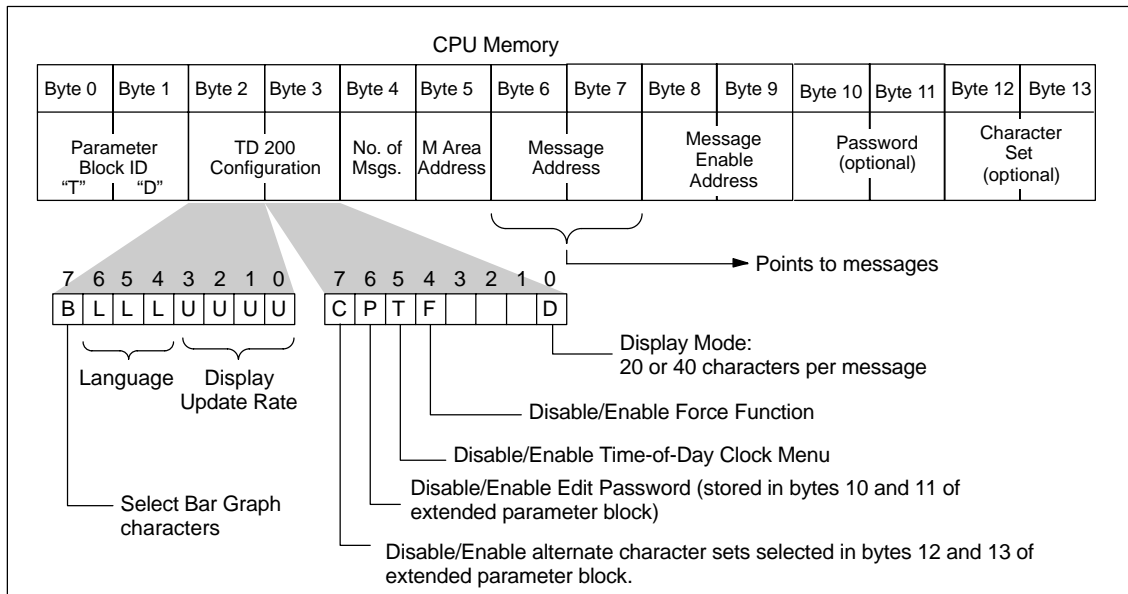 CPU Memory
Byte 0 Byte 1 Byte 2 Byte 3 Byte 4 Byte 5 Byte 6 Byte 7 Byte 8 Byte 9 Byte 10 Byte 11 Byte 12 Byte 13
Parameter
Block ID
“T” “D”
TD 200
Configuration
No. of
Msgs.
M Area
Address
Message
Address
Message
Enable
Address
Password
(optional)
Character
Set
(optional)
Points to messages
7 6 5 4 3 2 1 0
B L L L U U U U
7 6 5 4 3 2 1 0
C P T F D
Language
Display
Update Rate
Display Mode:
20 or 40 characters per message
Disable/Enable Force Function
Disable/Enable Time-of-Day Clock Menu
Select Bar Graph
characters
Disable/Enable Edit Password (stored in bytes 10 and 11 of
extended parameter block)
Disable/Enable alternate character sets selected in bytes 12 and 13 of
extended parameter block.